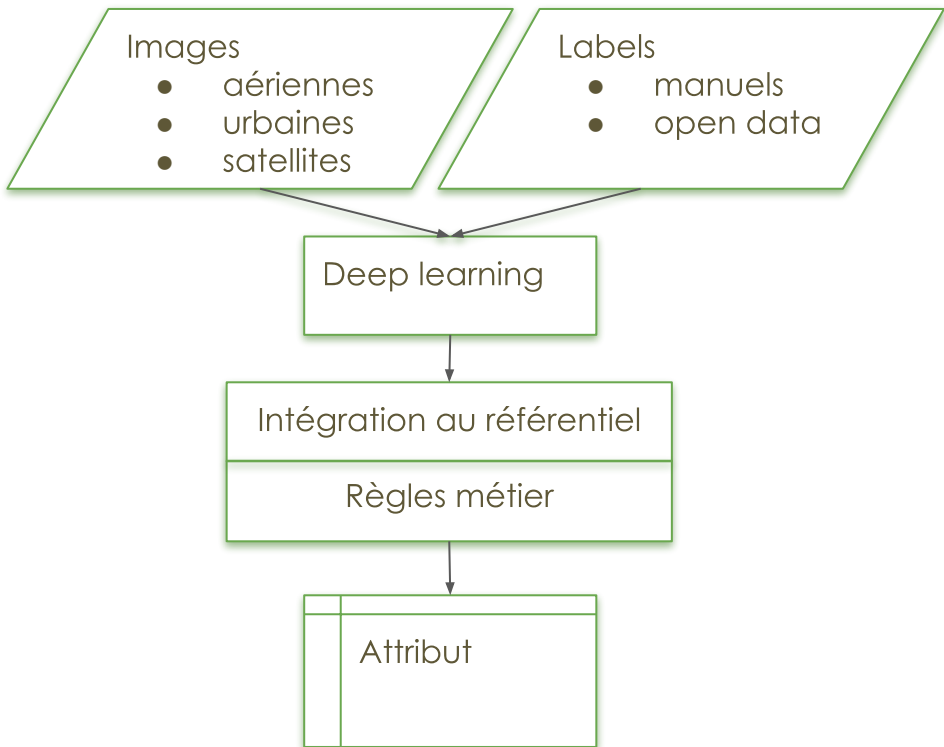 Images
● aériennes
● urbaines
● satellites
Labels
● manuels
● open data
Deep learning
Intégration au référentiel
Règles métier
Attribut